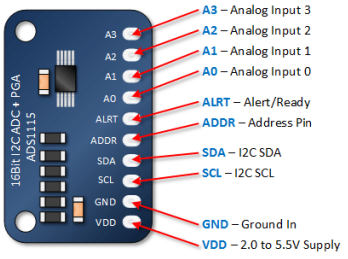 A3 – Analog Input 3
A2 – Analog Input 2
A1 – Analog Input 1
A0 – Analog Input 0
ALRT – Alert/Ready
ADDR – Address Pin
SDA – I2C SDA
SCL – I2C SCL
GND – Ground In
VDD – 2.0 to 5.5V Supply
A3
A2
A1
A0
ALRT
ADDR
SDA
SCL
GND
VDD
16Bit I2C ADC + PGA
ADS1115